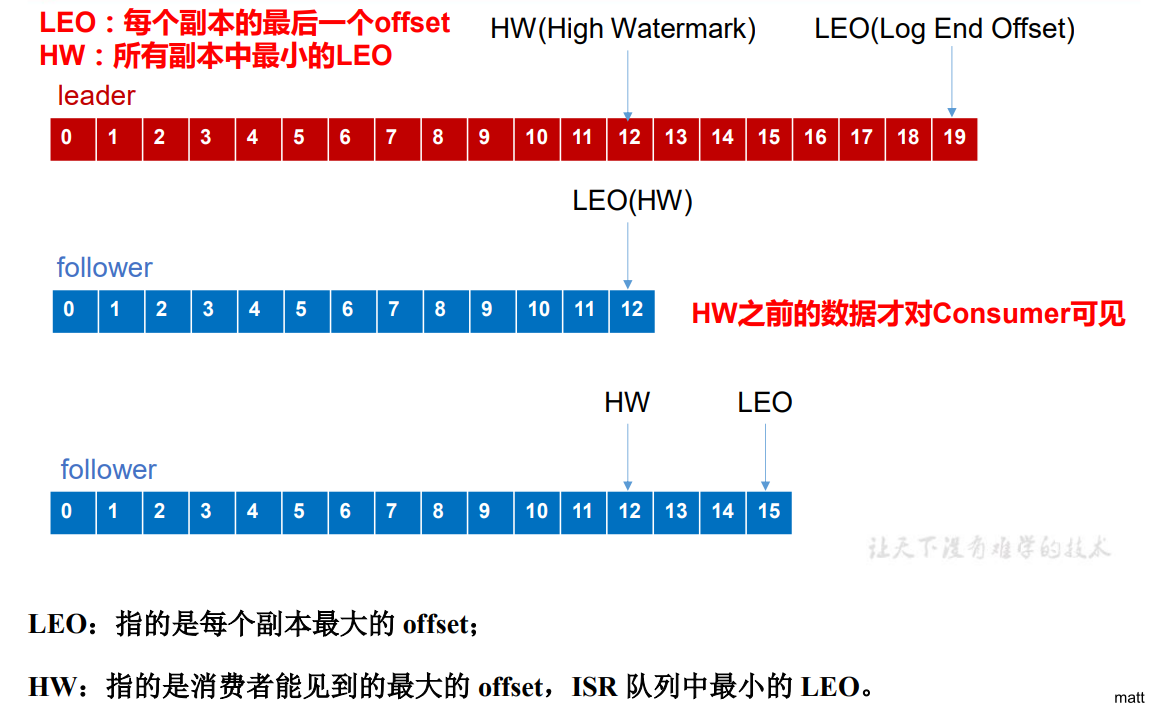 LEO：每个副本的最后一个offset
HW：所有副本中最小的LEO
HW(High Watermark)
LEO(Log End Offset)
leader
0 1 2 3 4 5 6 7 8 9 10 11 12 13 14 15 16 17 18 19
LEO(HW)
follower
0 1 2 3 4 5 6 7 8 9 10 11 12
HW之前的数据才对Consumer可见
HW
LEO
follower
0 1 2 3 4 5 6 7 8 9 10 11 12 13 14 15
让天下没有难学的技术
LEO：指的是每个副本最大的 offset；
HW：指的是消费者能见到的最大的 offset，ISR 队列中最小的 LEO。
matt